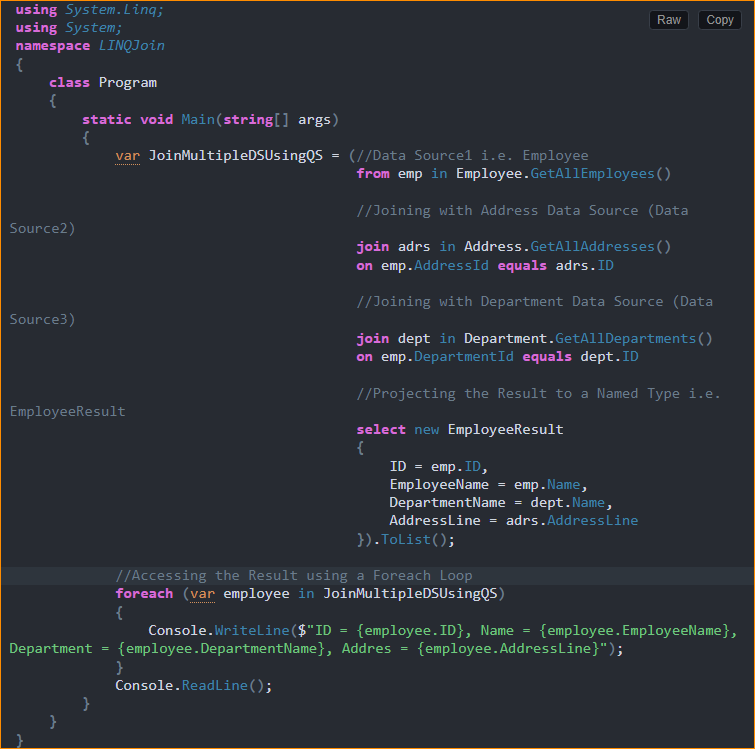 using System.Linq;
Raw Copy
using System;
namespace LINQJoin
{
class Program
{
static void Main(string[] args)
{
var JoinMultipleDSUsingQS = (//Data Source1 i.e. Employee
from emp in Employee.GetAllEmployees()
//Joining with Address Data Source (Data
Source2)
join adrs in Address.GetAllAddresses()
on emp.AddressId equals adrs.ID
//Joining with Department Data Source (Data
Source3)
join dept in Department.GetAllDepartments()
on emp.DepartmentId equals dept.ID
//Projecting the Result to a Named Type i.e.
EmployeeResult
select new EmployeeResult
{
ID = emp.ID,
EmployeeName = emp.Name,
DepartmentName = dept.Name,
AddressLine = adrs.AddressLine
}).ToList();
//Accessing the Result using a Foreach Loop
foreach (var employee in JoinMultipleDSUsingQS)
{
Console.WriteLine($"ID = {employee.ID}, Name = {employee.EmployeeName},
Department = {employee.DepartmentName}, Addres = {employee.AddressLine}");
}
Console.ReadLine();
}
}
}